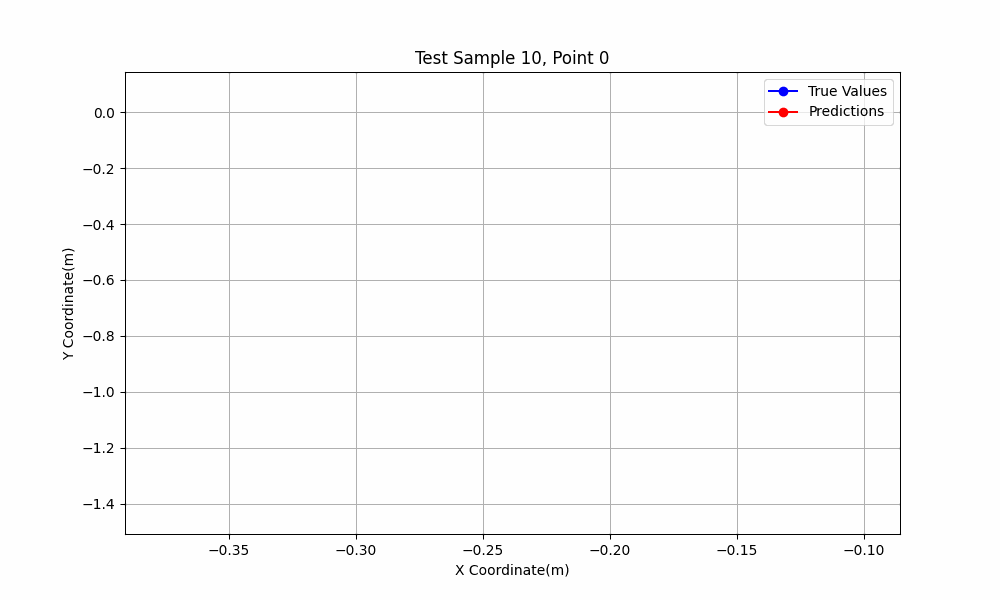 Test Sample 10, Point 0
True Values
Predictions
0.0
−0.2
−0.4
−0.6
−0.8
−1.0
−1.2
−1.4
Y Coordinate(m)
−0.35 −0.30 −0.25 −0.20 −0.15 −0.10
X Coordinate(m)